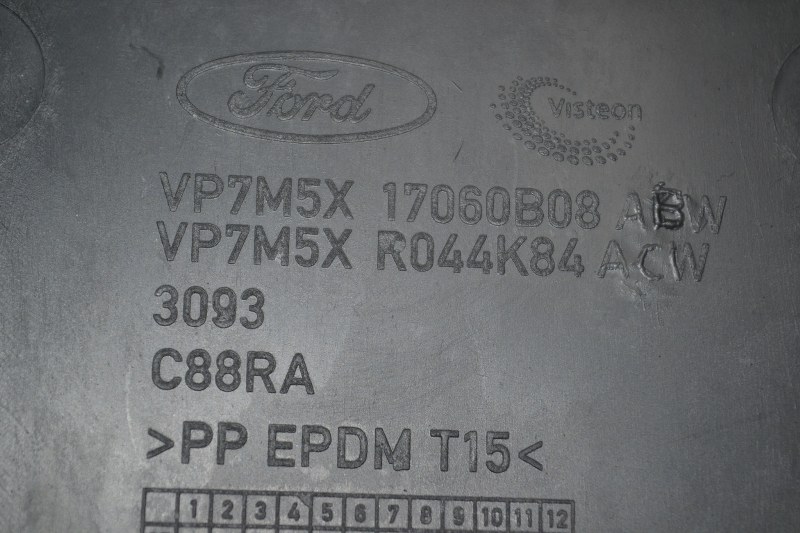 Ford Visteon
VP7M5X 17060B08 ABW
VP7M5X R044K84 ACW
3093
C88RA
>PP EPDM T15<
1 2 3 4 5 6 7 8 9 10 11 12